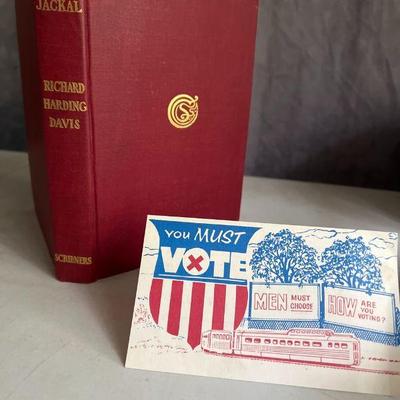 JACKAL
RICHARD
HARDING
DAVIS
SCRIBNERS
YOU MUST
VOTE
MEN MUST
CHOOSE
HOW ARE
YOU
VOTING?